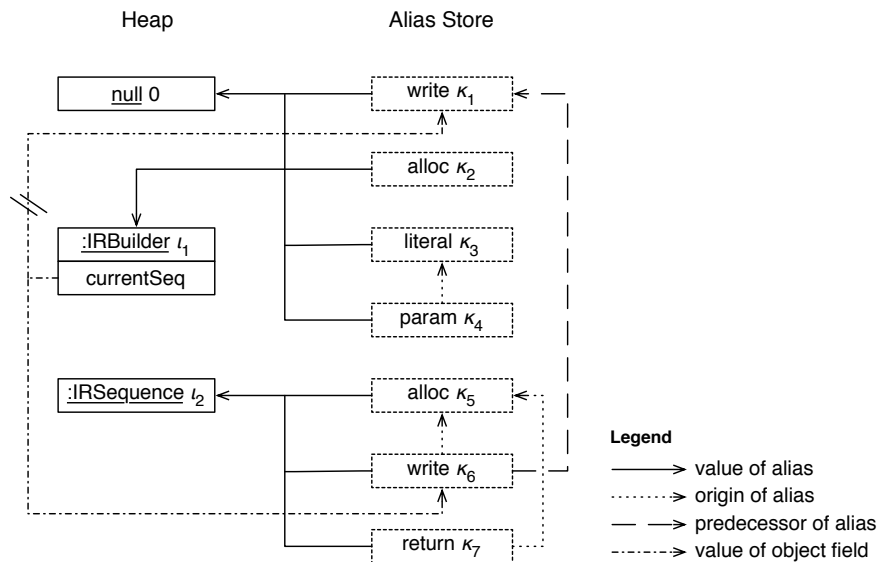 Heap Alias Store
null 0
write κ1
alloc κ2
:IRBuilder ι1
currentSeq
literal κ3
param κ4
:IRSequence ι2
alloc κ5
write κ6
return κ7
Legend
value of alias
origin of alias
predecessor of alias
value of object field